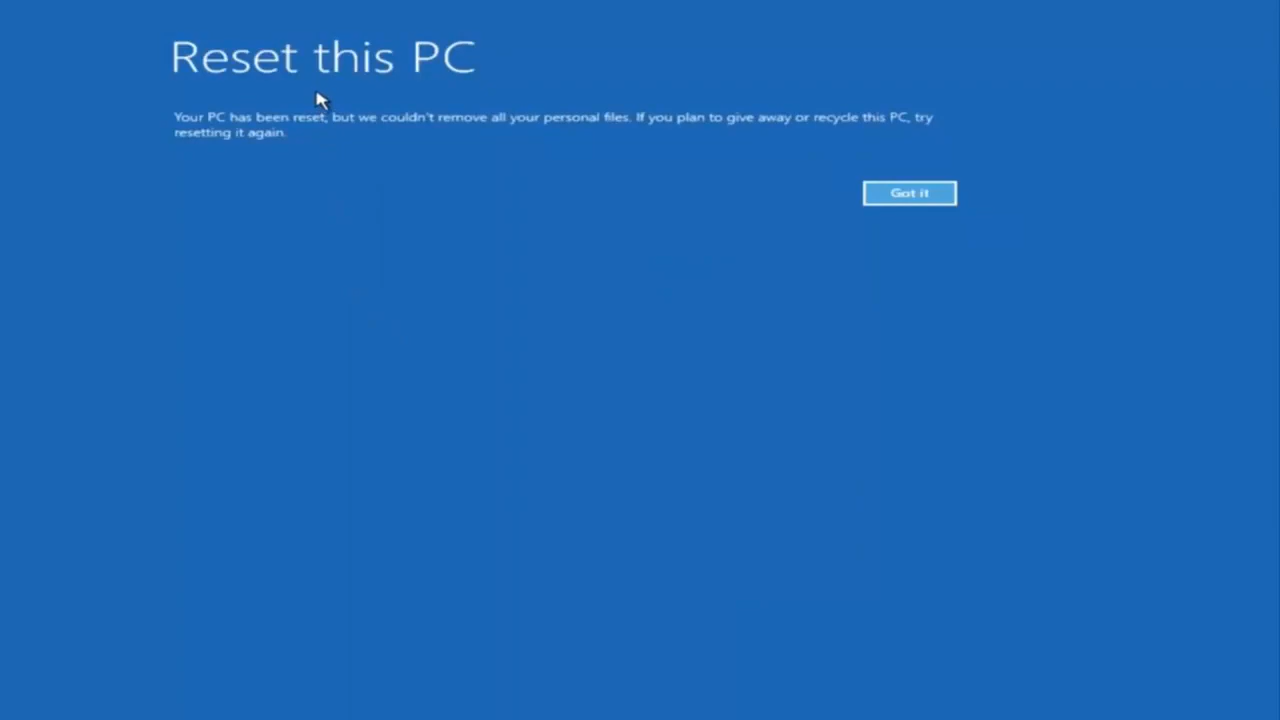 Reset this PC
Your PC has been reset, but we couldn't remove all your personal files. If you plan to give away or recycle this PC, try
resetting it again.
Got it